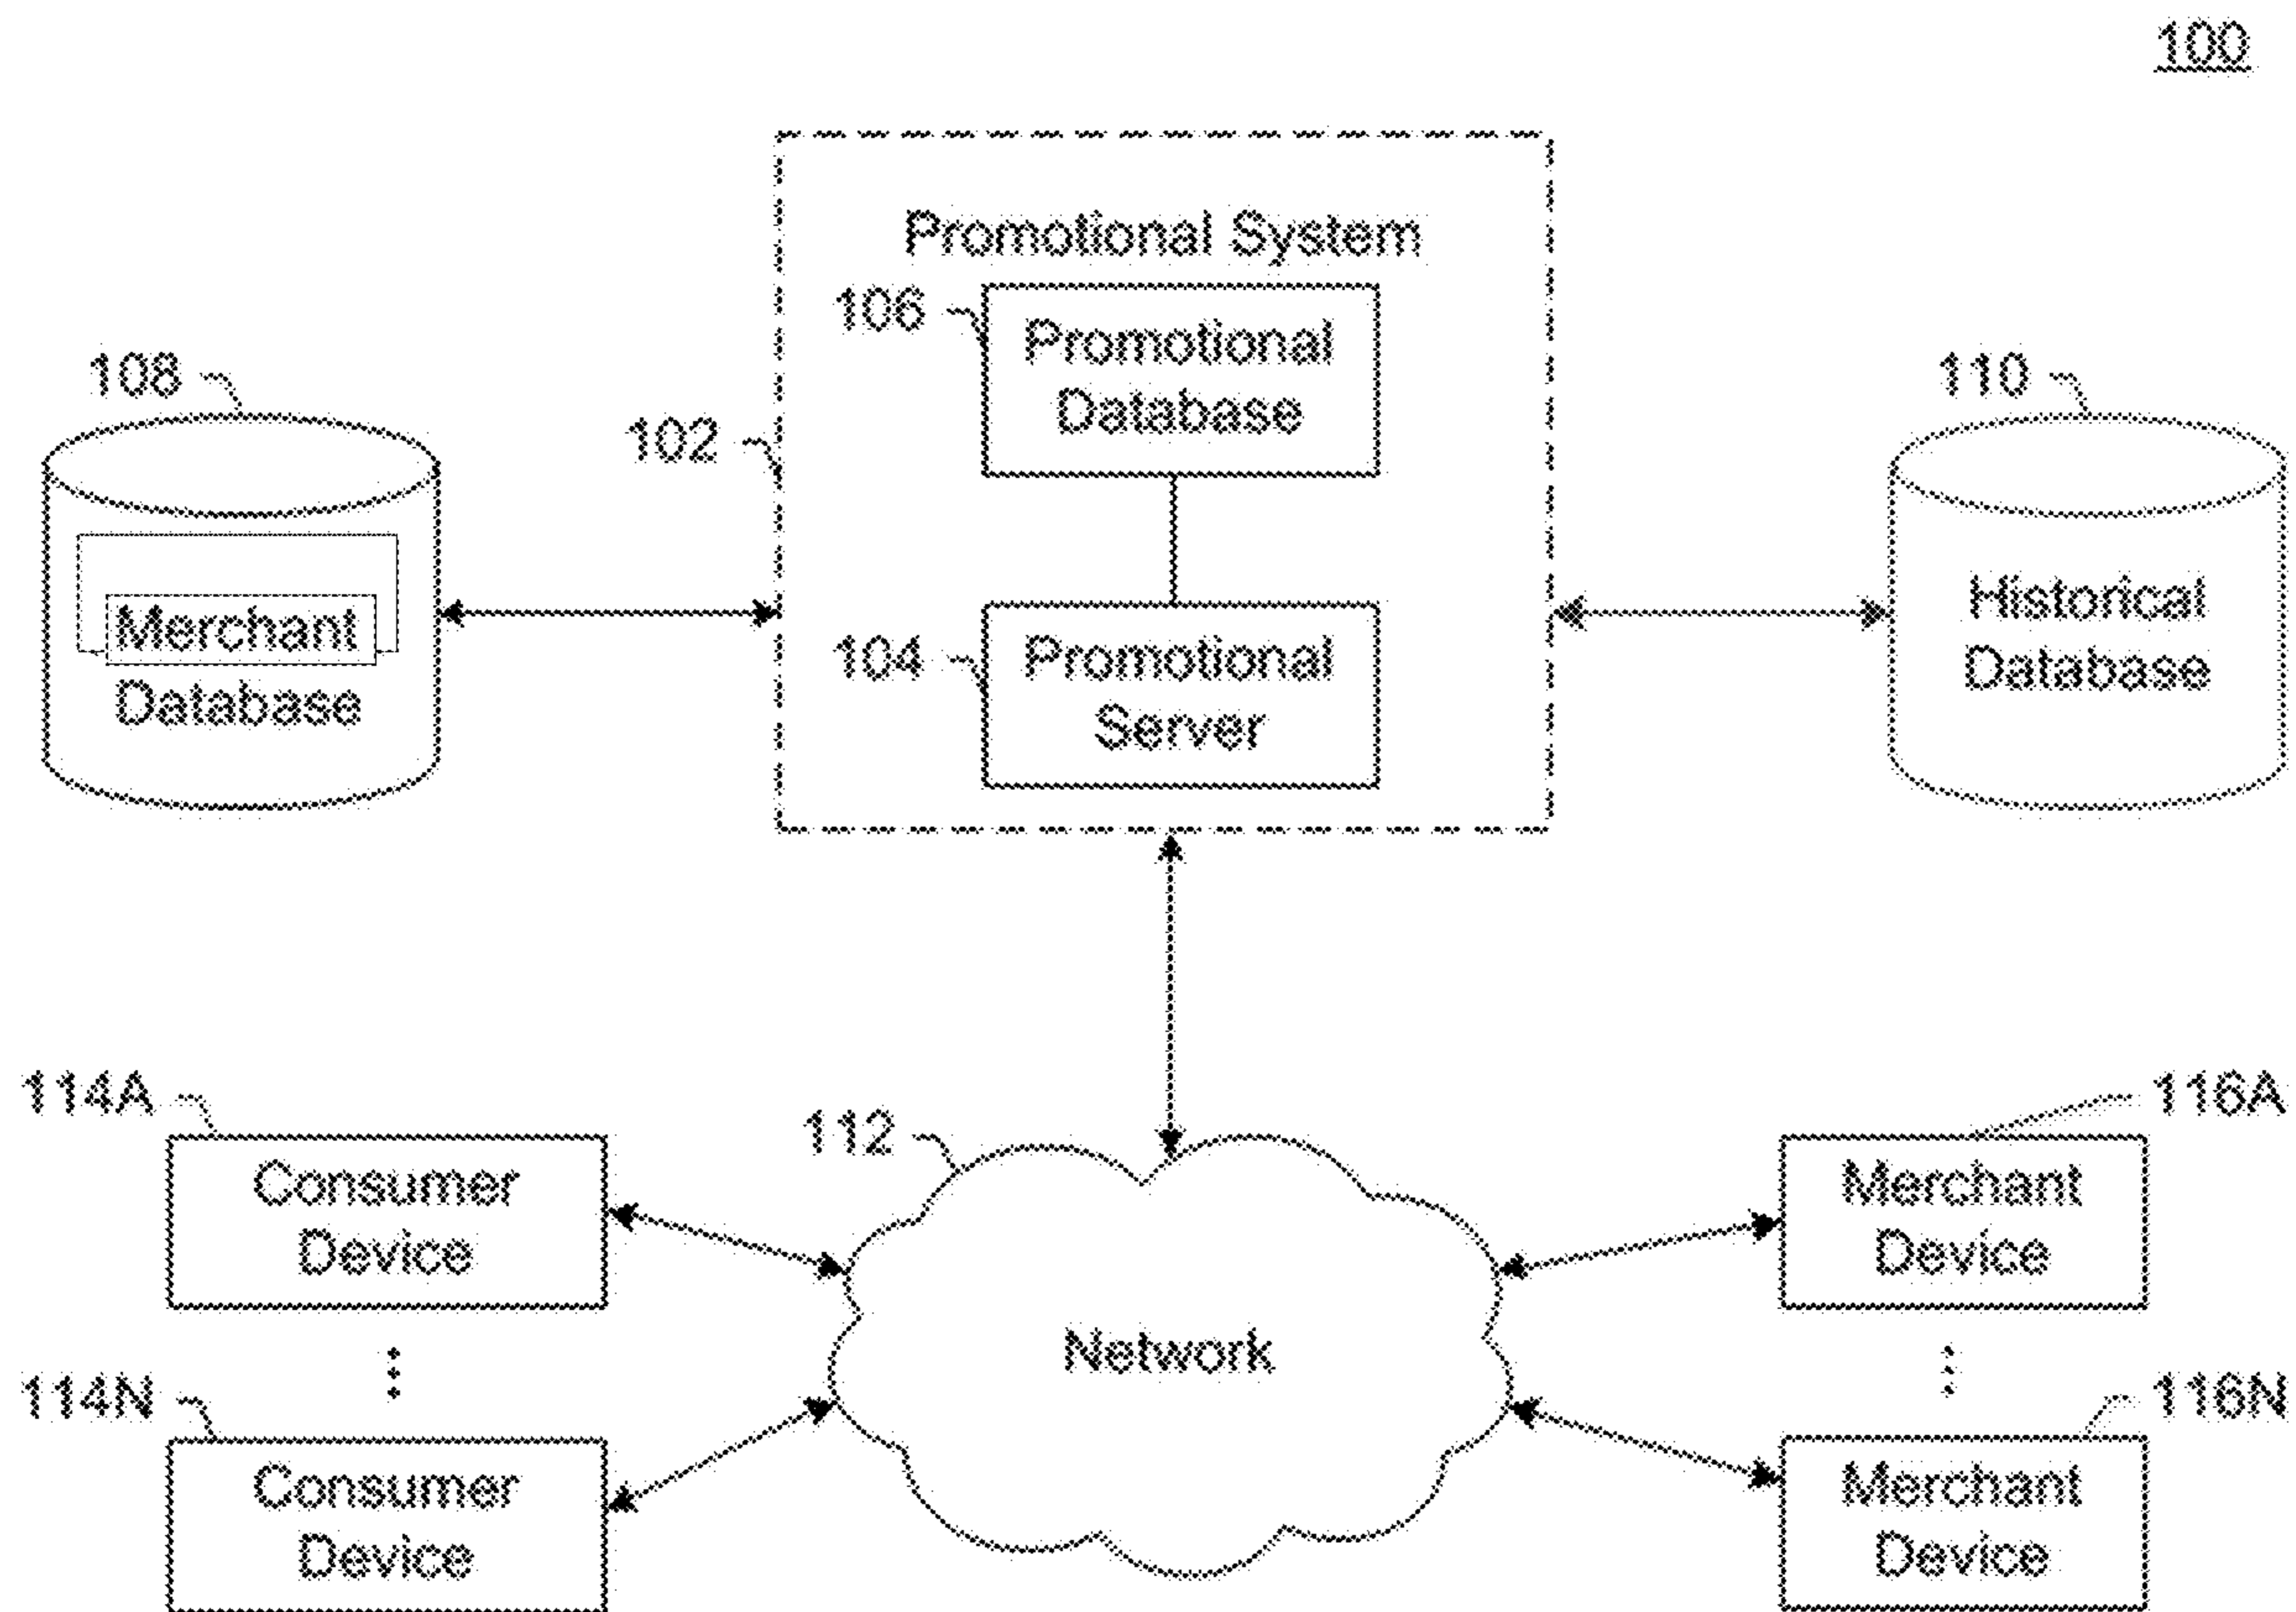 100
Promotional System
106
Promotional
Database
108
110
102
Merchant
Database
104
Promotional
Server
Historical
Database
114A
112
116A
Consumer
Device
Merchant
Device
Network
114N
116N
Consumer
Device
Merchant
Device